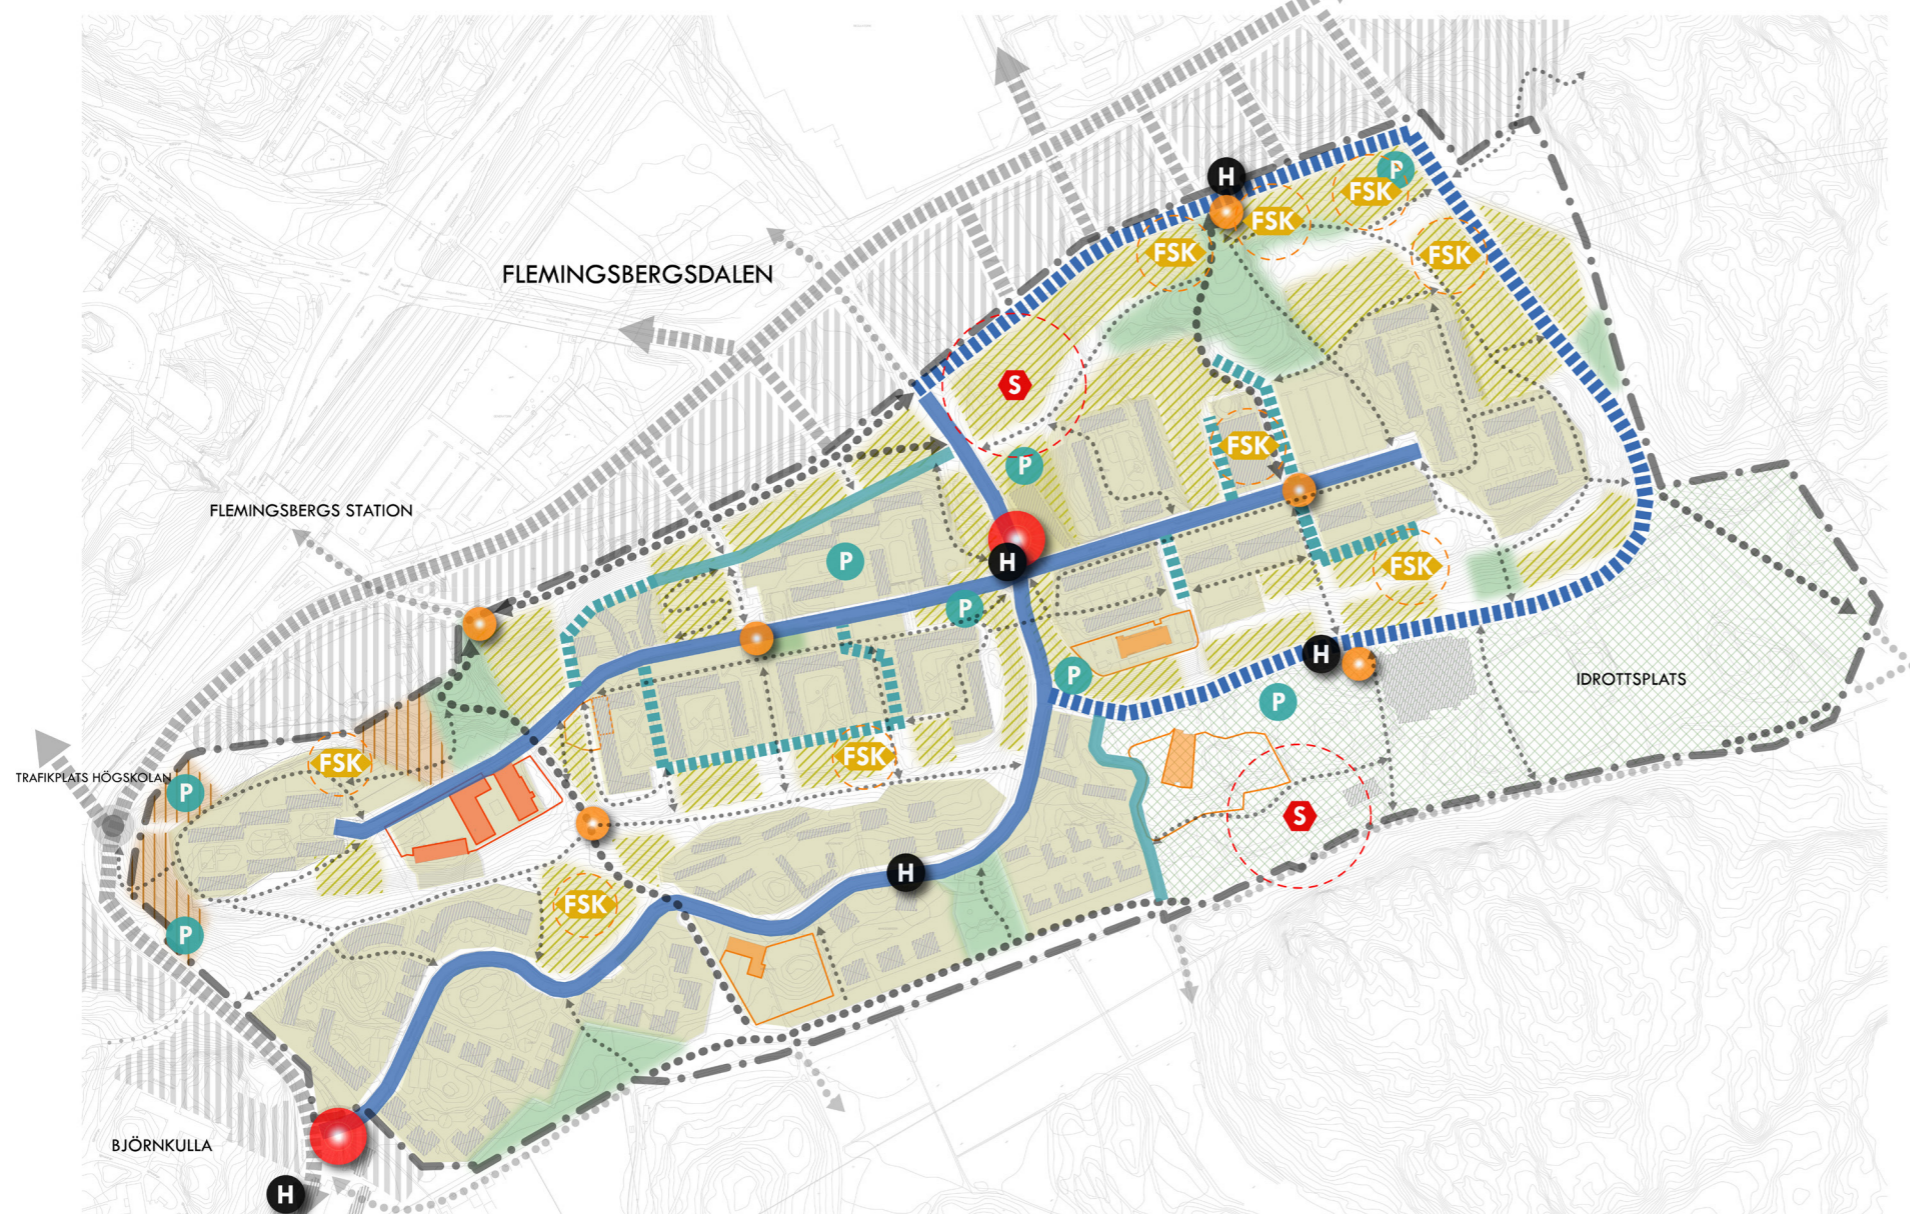 H
P
FSK
FSK
FSK
FSK
FLEMINGSBERGSDALEN
S
FSK
P
FLEMINGSBERGS STATION
P
H
FSK
P
H
P
IDROTTSPLATS
P
FSK
FSK
TRAFIKPLATS HÖGSKOLAN
P
S
H
FSK
P
BJÖRNKULLA
H